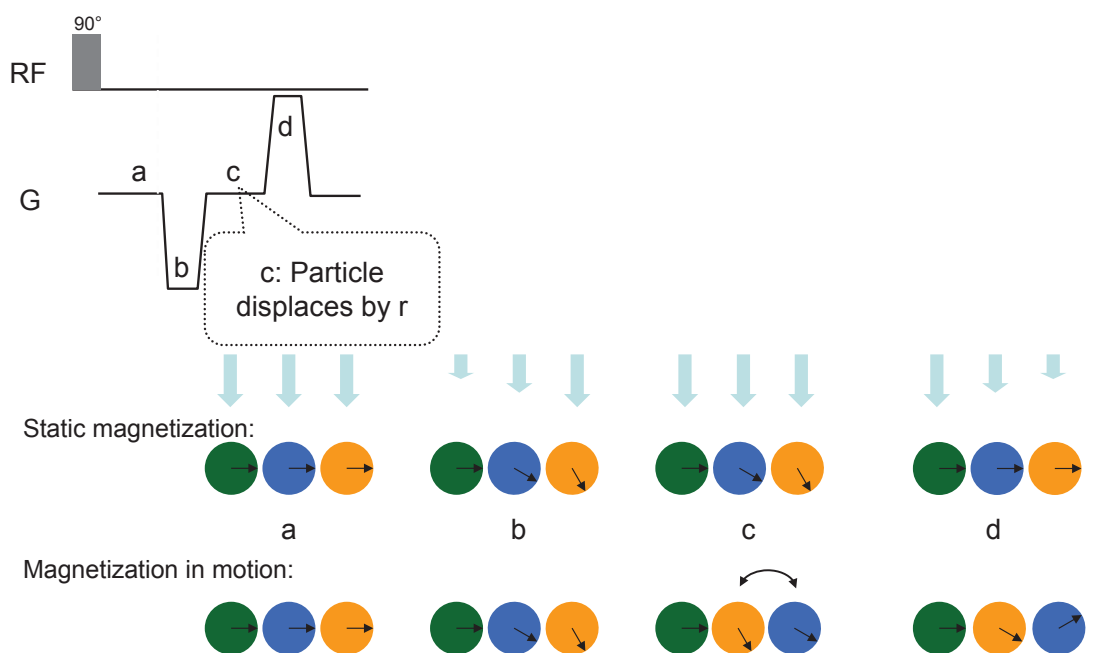 90°
RF
d
a
c
G
b
c: Particle
displaces by r
Static magnetization:
a
b
c
d
Magnetization in motion: